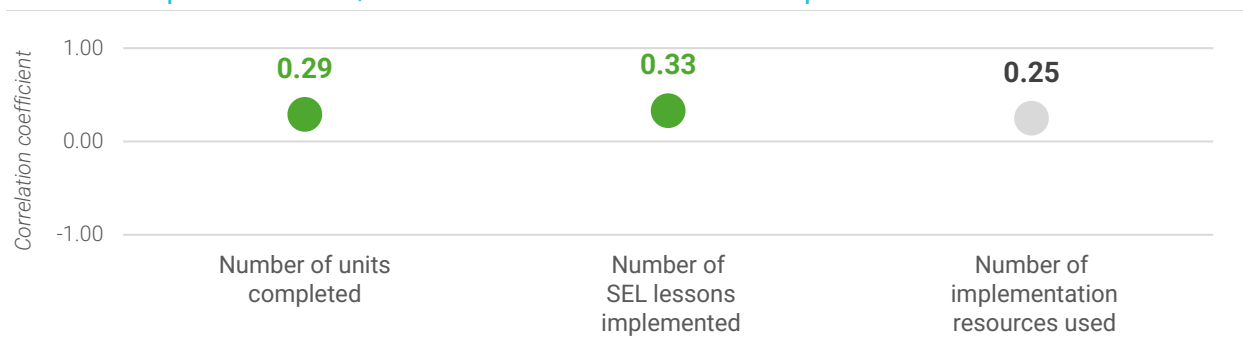 1.00
0.29
0.33
0.25
0.00
-1.00
Correlation coefficient
Number of units
completed
Number of
SEL lessons
implemented
Number of
implementation
resources used